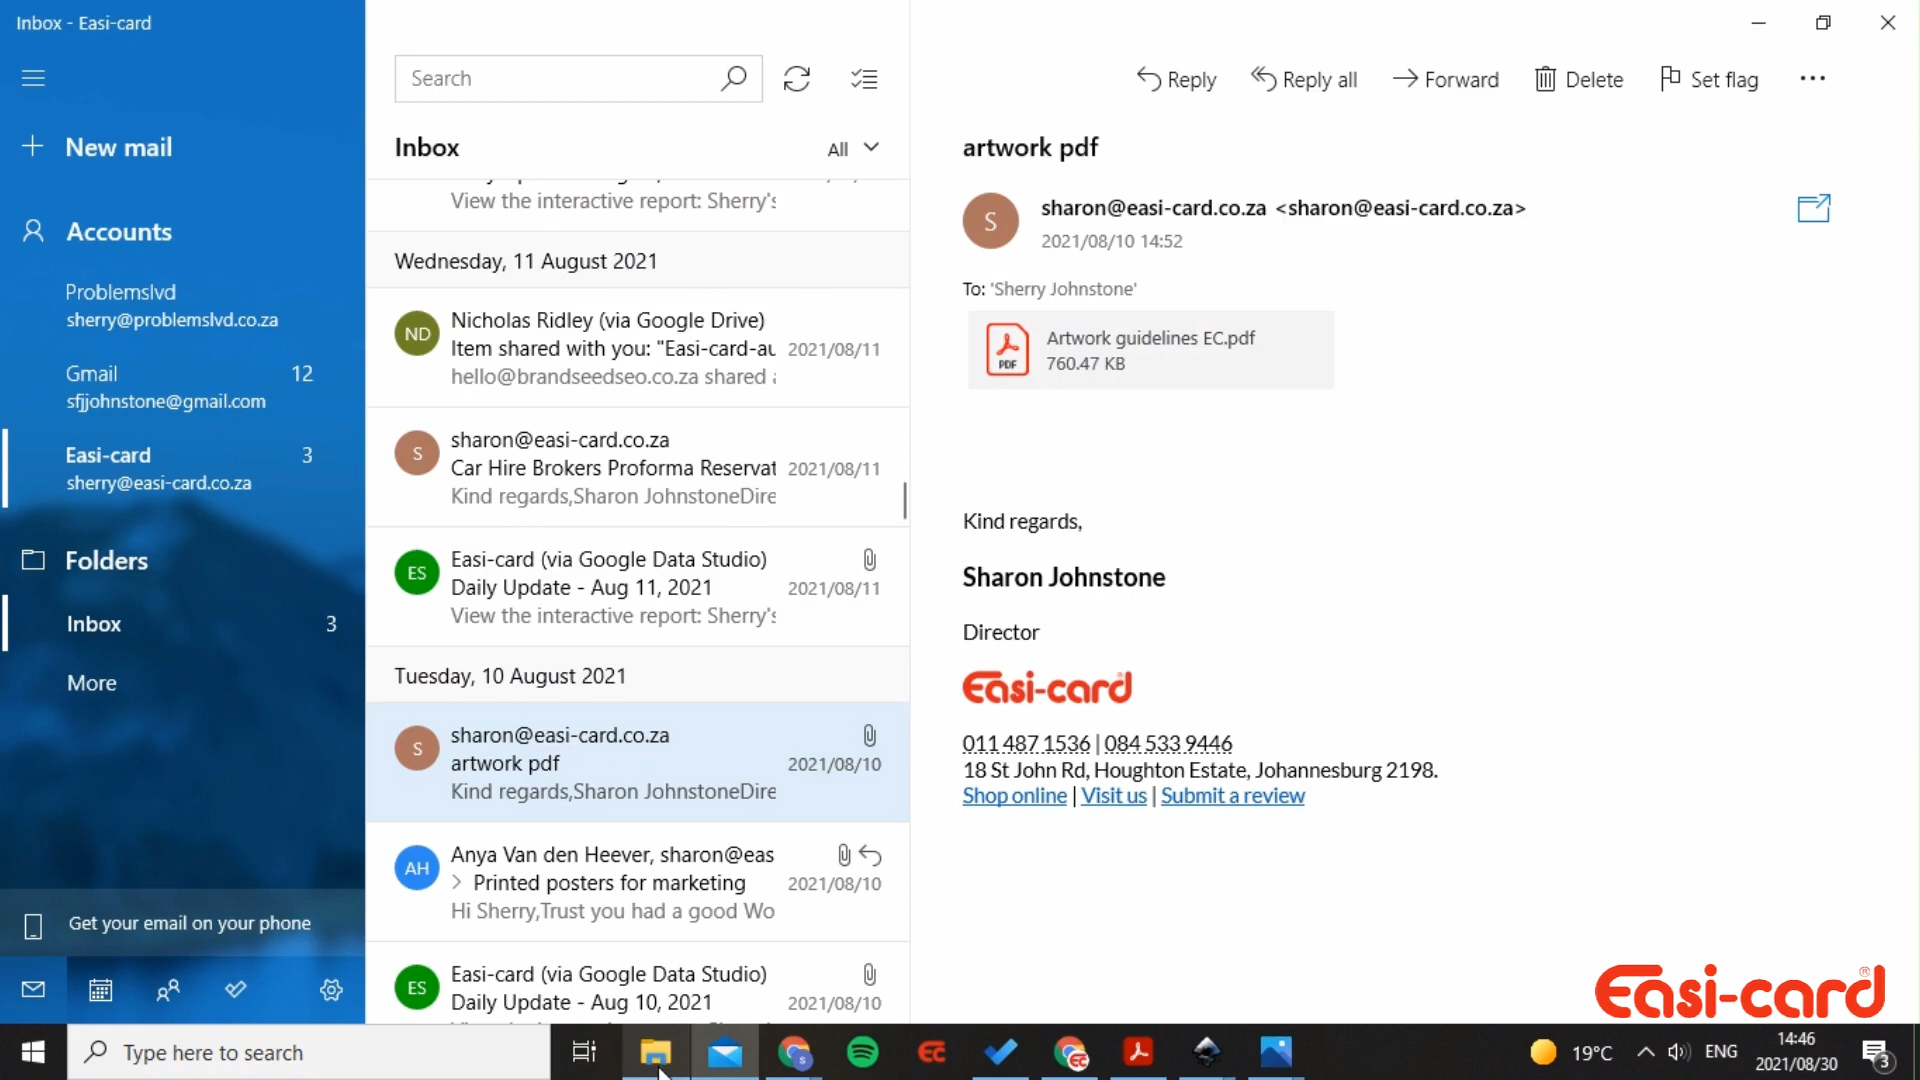 Inbox - Easi-card
New mail
Accounts
Problemslvd
sherry@problemslvd.co.za
Gmail 12
sfjjohnstone@gmail.com
Easi-card 3
sherry@easi-card.co.za
Folders
Inbox 3
More
Get your email on your phone
Search
Inbox All
View the interactive report: Sherry's
Wednesday, 11 August 2021
ND Nicholas Ridley (via Google Drive)
Item shared with you: "Easi-card-au 2021/08/11
hello@brandseedseo.co.za shared a
S sharon@easi-card.co.za
Car Hire Brokers Proforma Reservat 2021/08/11
Kind regards,Sharon JohnstoneDire
ES Easi-card (via Google Data Studio)
Daily Update - Aug 11, 2021 2021/08/11
View the interactive report: Sherry's
Tuesday, 10 August 2021
S sharon@easi-card.co.za
artwork pdf 2021/08/10
Kind regards,Sharon JohnstoneDire
AH Anya Van den Heever, sharon@eas
Printed posters for marketing 2021/08/10
Hi Sherry,Trust you had a good Wo
ES Easi-card (via Google Data Studio)
Daily Update - Aug 10, 2021 2021/08/10
Reply Reply all Forward Delete Set flag
artwork pdf
S sharon@easi-card.co.za <sharon@easi-card.co.za>
2021/08/10 14:52
To: 'Sherry Johnstone'
PDF Artwork guidelines EC.pdf
760.47 KB
Kind regards,
Sharon Johnstone
Director
Easi-card
011 487 1536 | 084 533 9446
18 St John Rd, Houghton Estate, Johannesburg 2198.
Shop online | Visit us | Submit a review
Easi-card®
Type here to search
S
EC
EC
19°C
ENG
14:46
2021/08/30
3